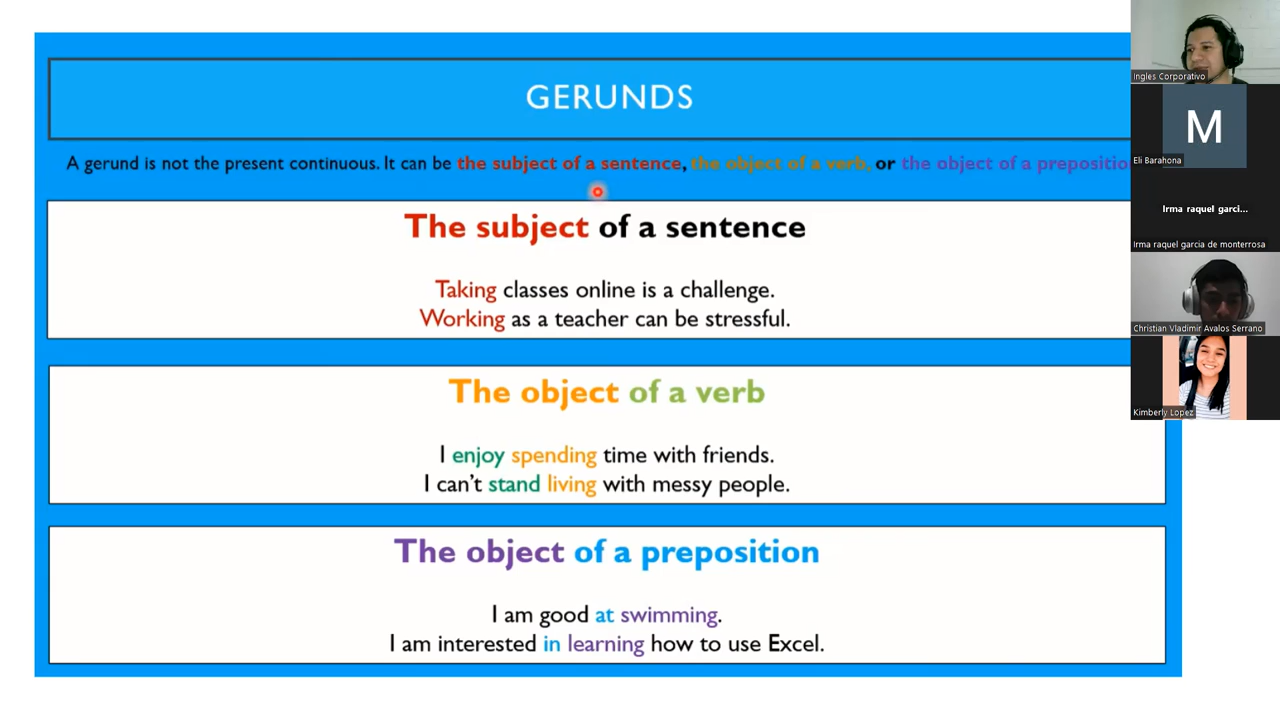 GERUNDS
A gerund is not the present continuous. It can be the subject of a sentence, the object of a verb, or the object of a preposition
The subject of a sentence
Taking classes online is a challenge.
Working as a teacher can be stressful.
The object of a verb
I enjoy spending time with friends.
I can't stand living with messy people.
The object of a preposition
I am good at swimming.
I am interested in learning how to use Excel.
Ingles Corporativo
M
Eli Barahona
Irma raquel garci...
Irma raquel garcia de monterrosa
Christian Vladimir Avalos Serrano
Kimberly Lopez